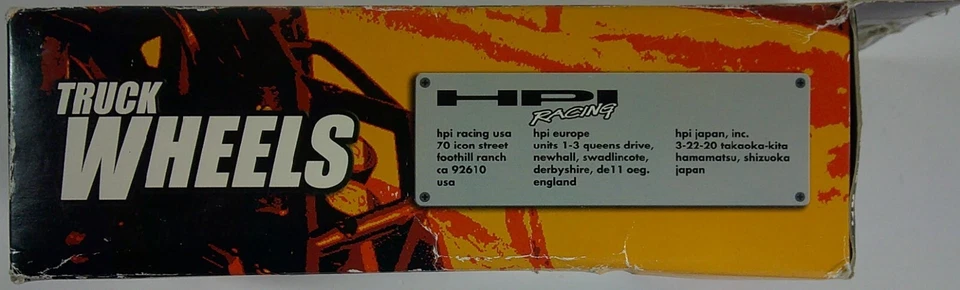 TRUCK
WHEELS
HPI
RACING
hpi racing usa
70 icon street
foothill ranch
ca 92610
usa
hpi europe
units 1-3 queens drive,
newhall, swadlincote,
derbyshire, de11 oeg.
england
hpi japan, inc.
3-22-20 takaoka-kita
hamamatsu, shizuoka
japan